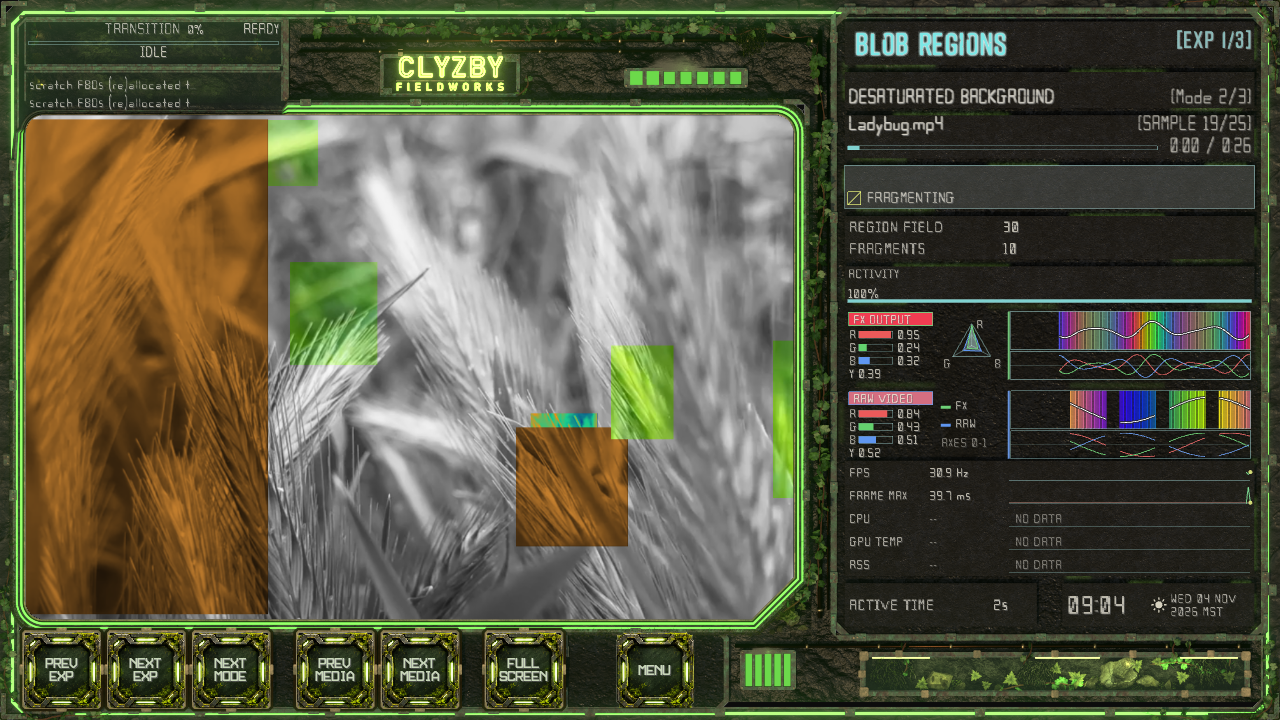 TRANSITION 0% READY
IDLE
scratch FBOs (re)allocated t
scratch FBOs (re)allocated t
CLYZBY
FIELDWORKS
BLOB REGIONS [EXP 1/3]
DESATURATED BACKGROUND [Mode 2/3]
Ladybug.mp4 [SAMPLE 19/25]
0:00 / 0:26
FRAGMENTING
REGION FIELD 30
FRAGMENTS 10
ACTIVITY
100%
FX OUTPUT
R 0.95
G 0.24
B 0.32
Y 0.39
R
G B
RAW VIDEO
R 0.84
G 0.43
B 0.51
Y 0.52
FX
RAW
AXES 0-1
FPS 30.9 Hz
FRAME MAX 39.7 ms
CPU -- NO DATA
GPU TEMP -- NO DATA
RSS -- NO DATA
ACTIVE TIME 2s
09:04
WED 04 NOV
2026 MST
PREV
EXP
NEXT
EXP
NEXT
MODE
PREV
MEDIA
NEXT
MEDIA
FULL
SCREEN
MENU